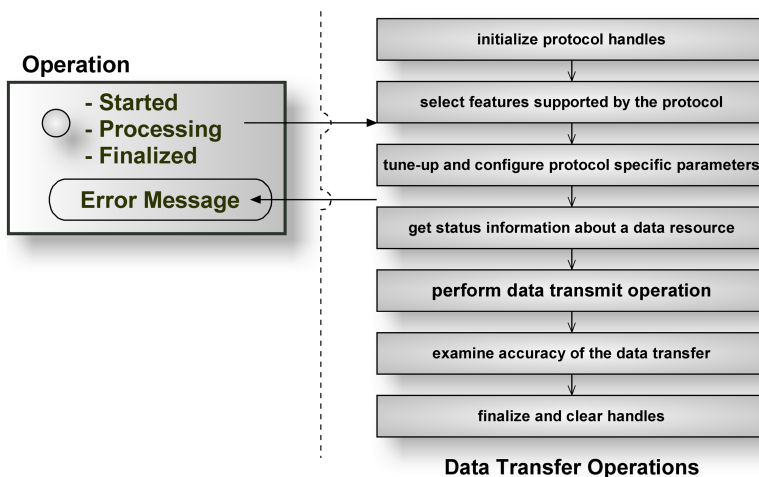 Operation
- Started
- Processing
- Finalized
Error Message
initialize protocol handles
select features supported by the protocol
tune-up and configure protocol specific parameters
get status information about a data resource
perform data transmit operation
examine accuracy of the data transfer
finalize and clear handles
Data Transfer Operations